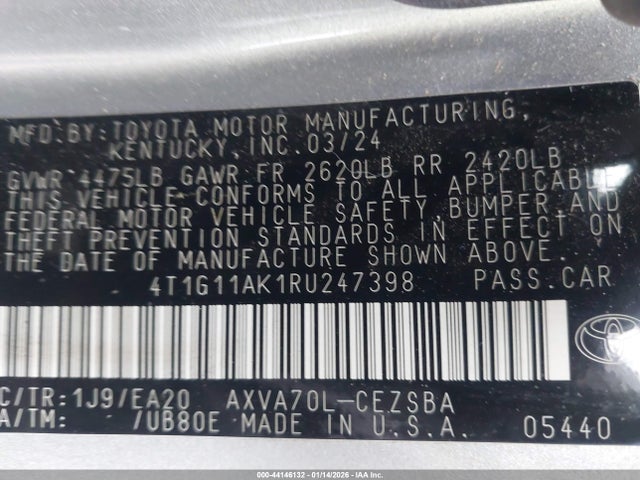 MFD. BY: TOYOTA MOTOR MANUFACTURING,
KENTUCKY, INC. 03/24
GVWR 4475LB GAWR FR 2620LB RR 2420LB
THIS VEHICLE CONFORMS TO ALL APPLICABLE
FEDERAL MOTOR VEHICLE SAFETY, BUMPER, AND
THEFT PREVENTION STANDARDS IN EFFECT ON
THE DATE OF MANUFACTURE SHOWN ABOVE.
4T1G11AK1RU247398 PASS. CAR
C/TR: 1J9/EA20 AXVA70L-CEZSBA
A/TM: /UB80E MADE IN U.S.A. 05440
000-44146132 - 01/14/2026 - IAAI.COM